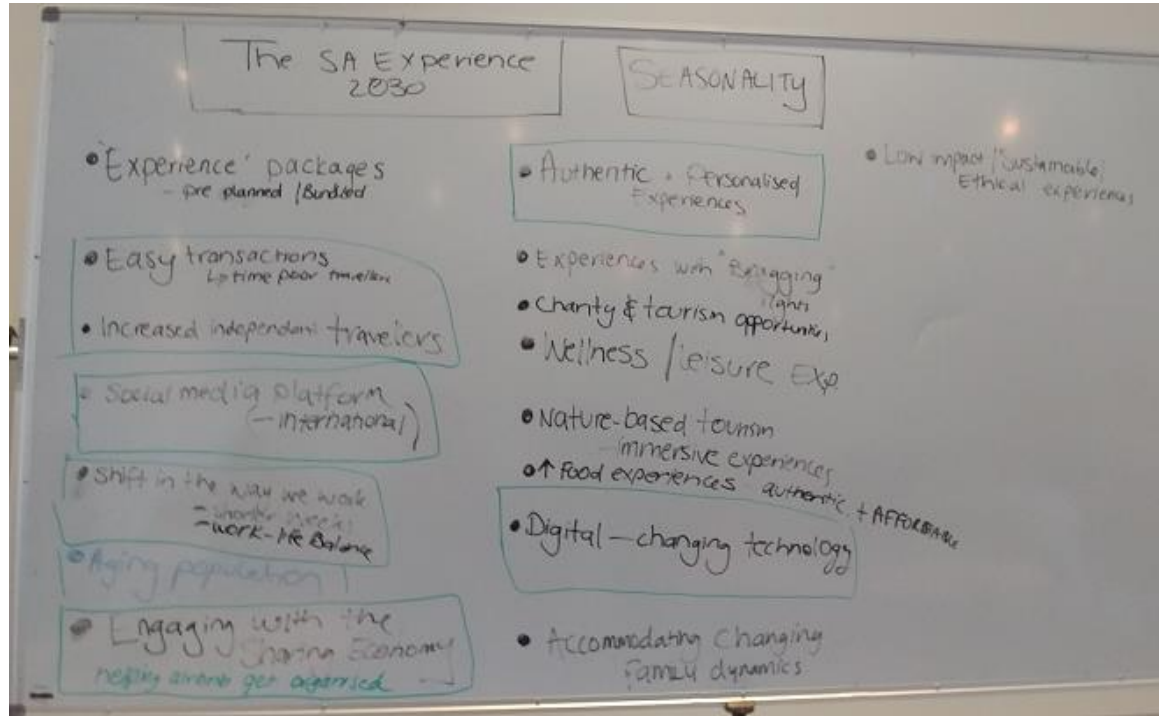 The SA Experience
2030
SEASONALITY
• 'Experience' packages
- pre planned / Bundled
• Easy transactions
↳ time poor travellers
• Increased independent travelers
• Social media platform
(- international)
• Shift in the way we work
- shorter weeks
- work-life Balance
• Aging population
• Engaging with the
Sharing Economy
helping airbnb get organised
• Authentic + Personalised
Experiences
• Experiences with "Bragging"
rights
• Charity & tourism opportunities
• Wellness / Leisure Exp.
• Nature-based tourism
- immersive experiences
• ↑ Food experiences authentic + AFFORDABLE
• Digital – changing technology
• Accommodating Changing
Family dynamics
• Low impact / "Sustainable"/
Ethical experiences